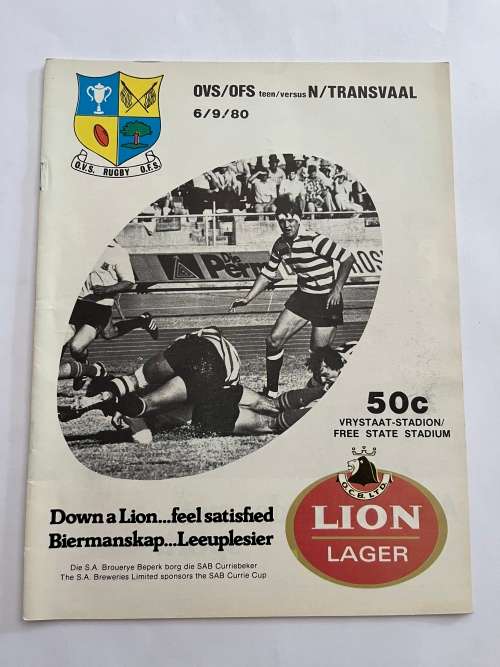 OVS/OFS teen/versus N/TRANSVAAL
6/9/80
O.V.S. RUGBY O.F.S.
Die
Per
50c
VRYSTAAT-STADION/
FREE STATE STADIUM
Down a Lion...feel satisfied
Biermanskap...Leeuplesier
O.C.B. LTD.
LION
LAGER
Die S.A. Brouerye Beperk borg die SAB Curriebeker
The S.A. Breweries Limited sponsors the SAB Currie Cup